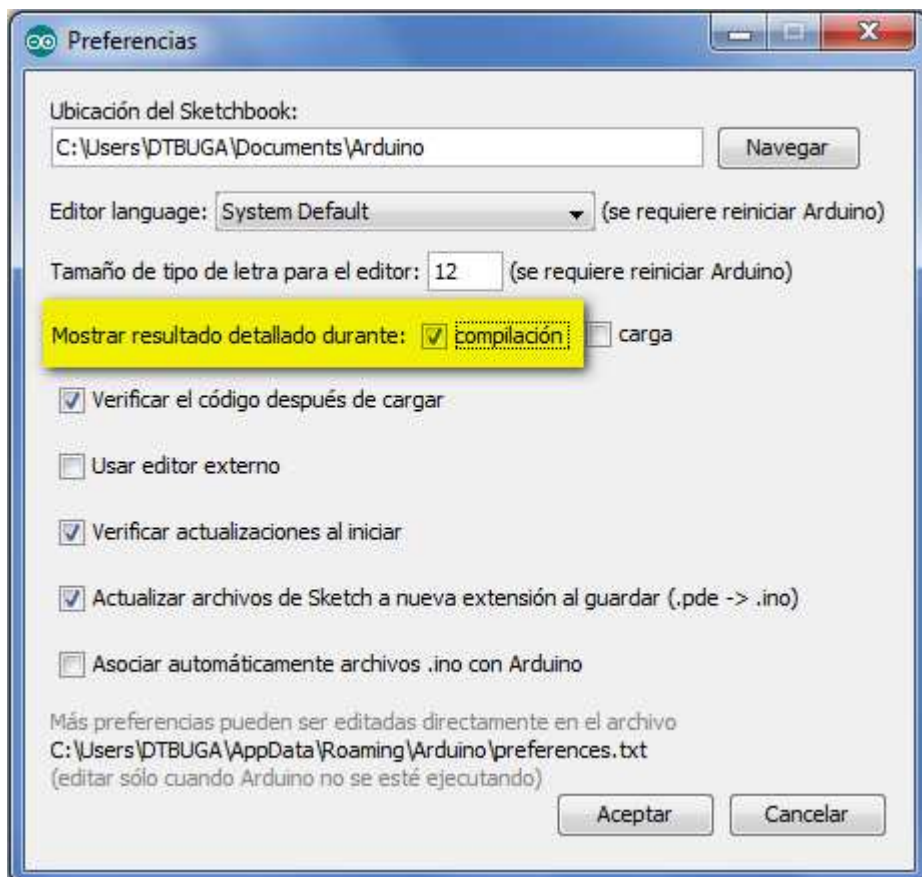 Preferencias
Ubicación del Sketchbook:
C:\Users\DTBUGA\Documents\Arduino Navegar
Editor language: System Default (se requiere reiniciar Arduino)
Tamaño de tipo de letra para el editor: 12 (se requiere reiniciar Arduino)
Mostrar resultado detallado durante: compilación carga
Verificar el código después de cargar
Usar editor externo
Verificar actualizaciones al iniciar
Actualizar archivos de Sketch a nueva extensión al guardar (.pde -> .ino)
Asociar automáticamente archivos .ino con Arduino
Más preferencias pueden ser editadas directamente en el archivo
C:\Users\DTBUGA\AppData\Roaming\Arduino\preferences.txt
(editar sólo cuando Arduino no se esté ejecutando)
Aceptar Cancelar